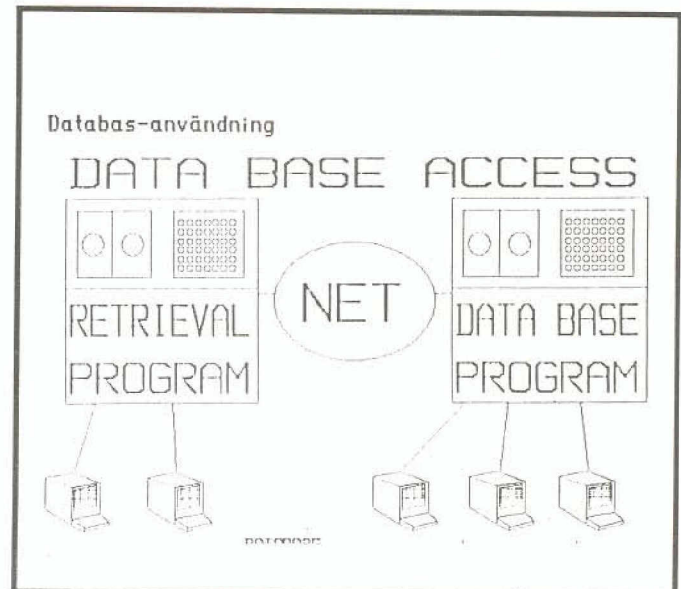 Databas-användning
DATA BASE ACCESS
NET
RETRIEVAL
PROGRAM
DATA BASE
PROGRAM